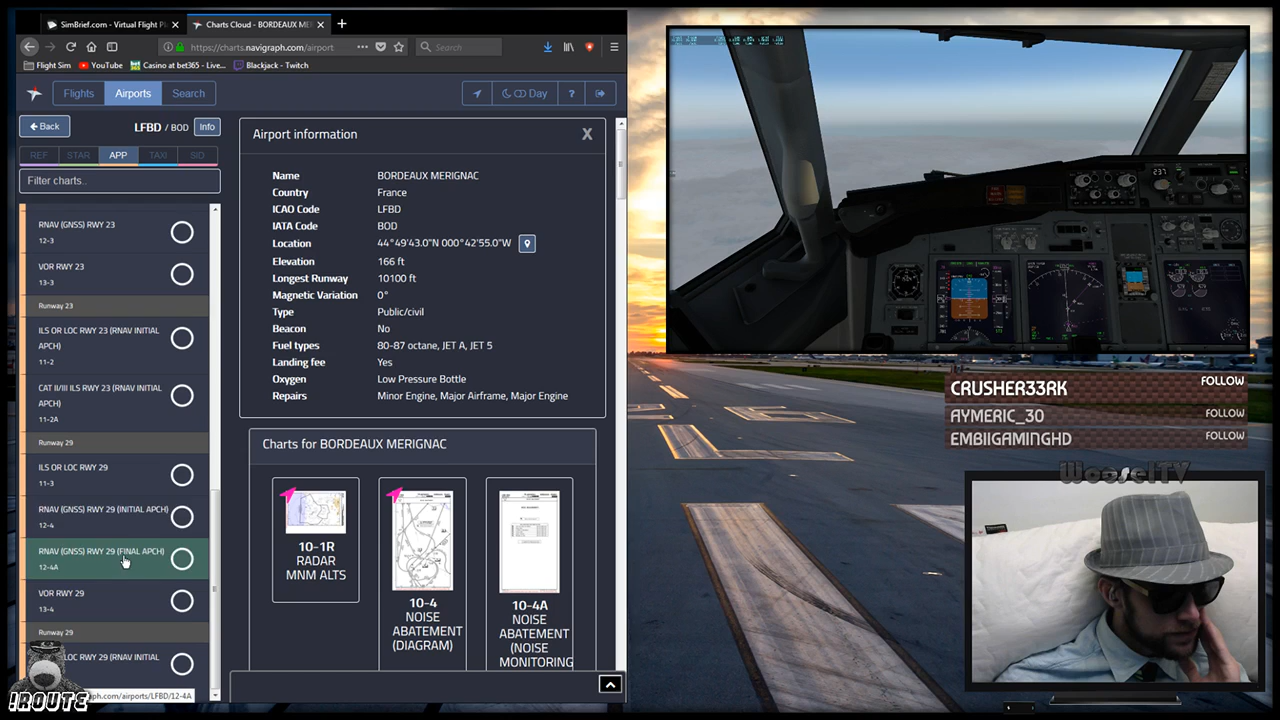 SimBrief.com - Virtual Flight Pl
Charts Cloud - BORDEAUX MER
https://charts.navigraph.com/airport
Search
Flight Sim
YouTube
Casino at bet365 - Live...
Blackjack - Twitch
Flights
Airports
Search
Day
?
Back
LFBD / BOD
Info
REF
STAR
APP
TAXI
SID
Filter charts..
RNAV (GNSS) RWY 23
12-3
VOR RWY 23
13-3
Runway 23
ILS OR LOC RWY 23 (RNAV INITIAL
APCH)
11-2
CAT II/III ILS RWY 23 (RNAV INITIAL
APCH)
11-2A
Runway 29
ILS OR LOC RWY 29
11-3
RNAV (GNSS) RWY 29 (INITIAL APCH)
12-4
RNAV (GNSS) RWY 29 (FINAL APCH)
12-4A
VOR RWY 29
13-4
Runway 29
LOC RWY 29 (RNAV INITIAL
raph.com/airports/LFBD/12-4A
!ROUTE
Airport information
X
Name BORDEAUX MERIGNAC
Country France
ICAO Code LFBD
IATA Code BOD
Location 44°49'43.0"N 000°42'55.0"W
Elevation 166 ft
Longest Runway 10100 ft
Magnetic Variation 0°
Type Public/civil
Beacon No
Fuel types 80-87 octane, JET A, JET 5
Landing fee Yes
Oxygen Low Pressure Bottle
Repairs Minor Engine, Major Airframe, Major Engine
Charts for BORDEAUX MERIGNAC
10-1R
RADAR
MNM ALTS
10-4
NOISE
ABATEMENT
(DIAGRAM)
10-4A
NOISE
ABATEMENT
(NOISE
MONITORING
237
CRUSHER33RK
FOLLOW
AYMERIC_30
FOLLOW
EMBIIGAMINGHD
FOLLOW
WooselTV